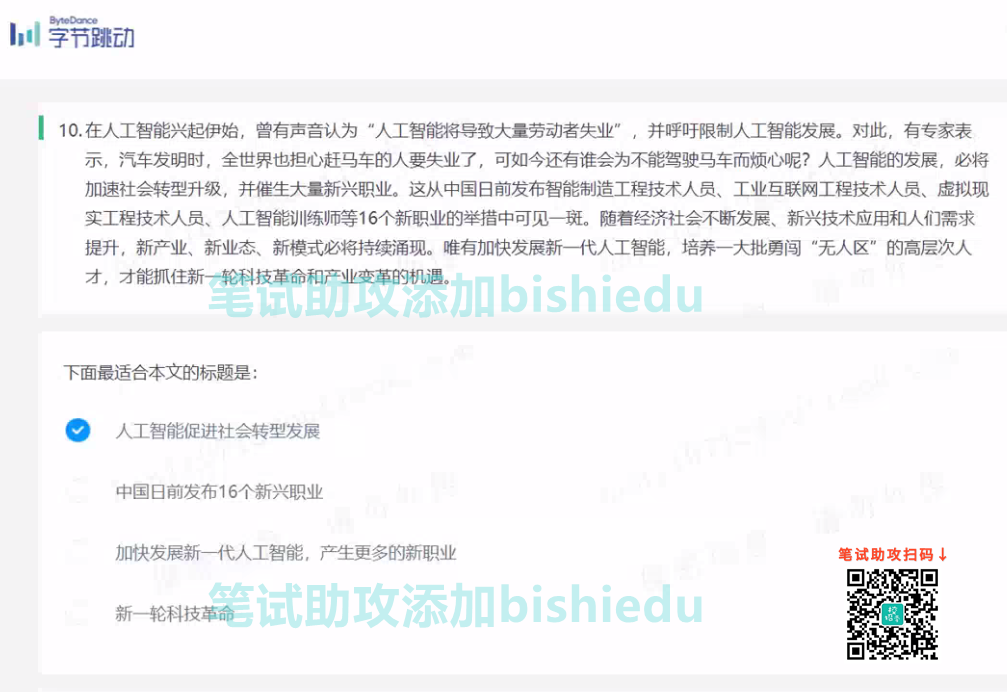 ByteDance
字节跳动
10.在人工智能兴起伊始，曾有声音认为“人工智能将导致大量劳动者失业”，并呼吁限制人工智能发展。对此，有专家表
示，汽车发明时，全世界也担心赶马车的人要失业了，可如今还有谁会为不能驾驶马车而烦心呢？人工智能的发展，必将
加速社会转型升级，并催生大量新兴职业。这从中国日前发布智能制造工程技术人员、工业互联网工程技术人员、虚拟现
实工程技术人员、人工智能训练师等16个新职业的举措中可见一斑。随着经济社会不断发展、新兴技术应用和人们需求
提升，新产业、新业态、新模式必将持续涌现。唯有加快发展新一代人工智能，培养一大批勇闯“无人区”的高层次人
才，才能抓住新一轮科技革命和产业变革的机遇。
笔试助攻添加bishiedu
下面最适合本文的标题是：
人工智能促进社会转型发展
中国日前发布16个新兴职业
加快发展新一代人工智能，产生更多的新职业
笔试助攻扫码↓
新一轮科技革命
笔试助攻添加bishiedu